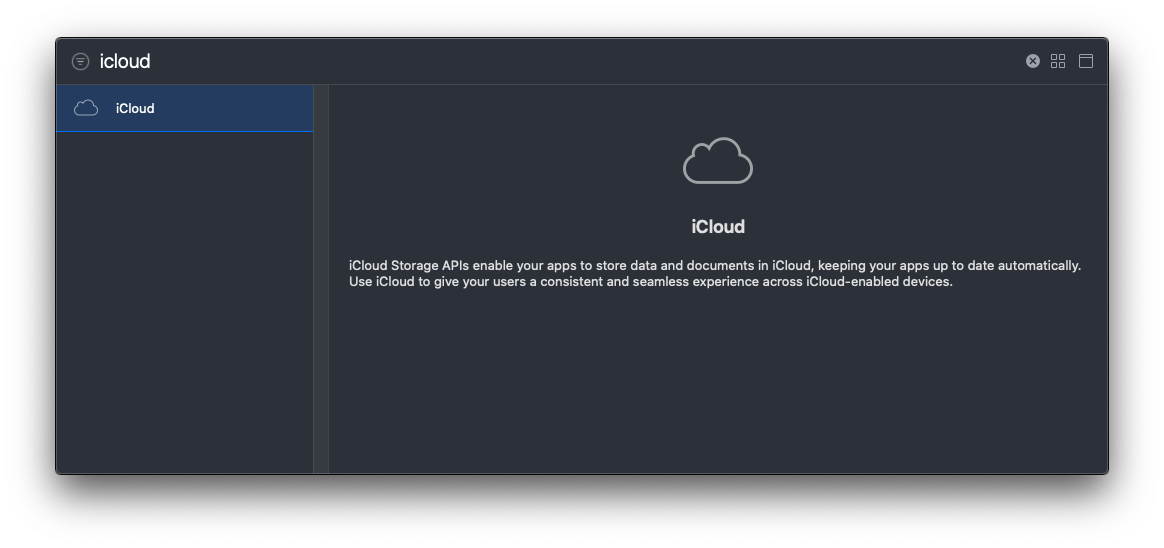 icloud
iCloud
iCloud
iCloud Storage APIs enable your apps to store data and documents in iCloud, keeping your apps up to date automatically.
Use iCloud to give your users a consistent and seamless experience across iCloud-enabled devices.